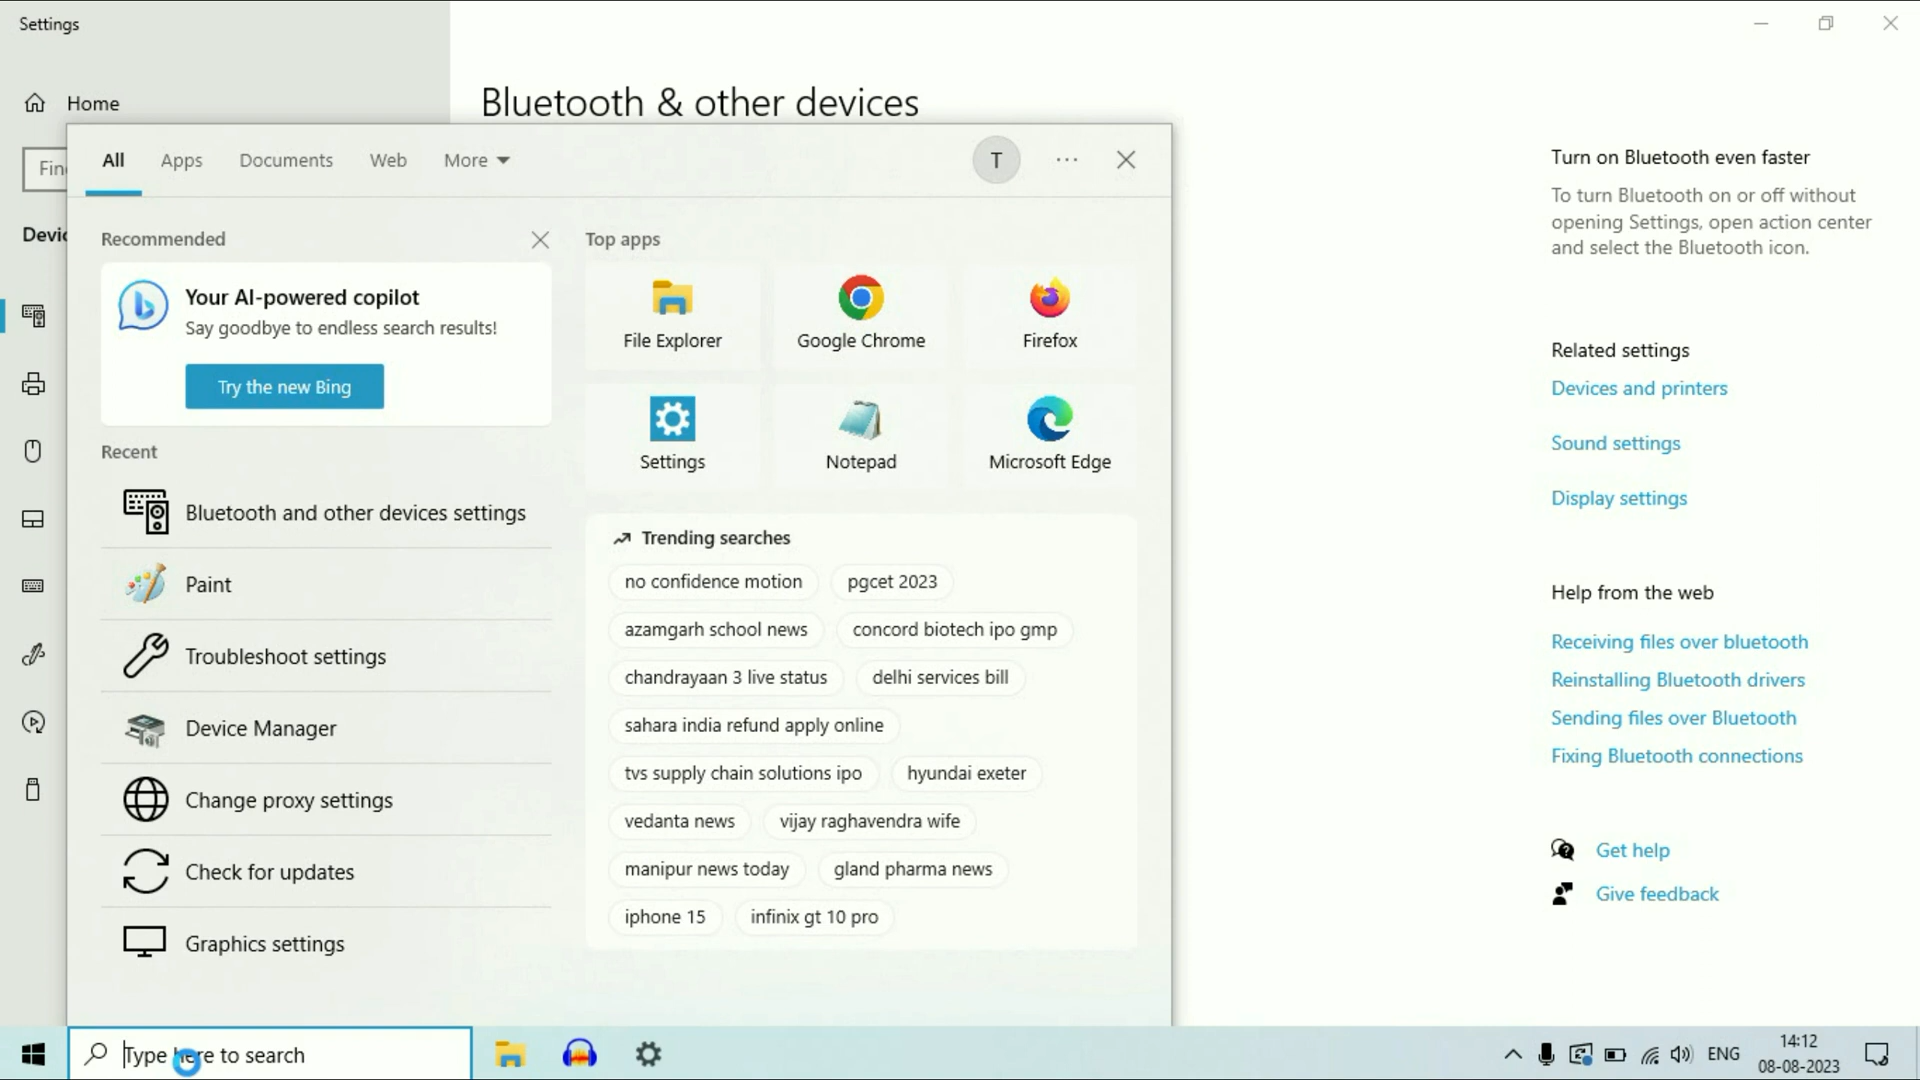 Settings
Home
Bluetooth & other devices
Fin
Devic
All
Apps
Documents
Web
More
T
Recommended
Your AI-powered copilot
Say goodbye to endless search results!
Try the new Bing
Recent
Bluetooth and other devices settings
Paint
Troubleshoot settings
Device Manager
Change proxy settings
Check for updates
Graphics settings
Top apps
File Explorer
Google Chrome
Firefox
Settings
Notepad
Microsoft Edge
Trending searches
no confidence motion
pgcet 2023
azamgarh school news
concord biotech ipo gmp
chandrayaan 3 live status
delhi services bill
sahara india refund apply online
tvs supply chain solutions ipo
hyundai exeter
vedanta news
vijay raghavendra wife
manipur news today
gland pharma news
iphone 15
infinix gt 10 pro
Turn on Bluetooth even faster
To turn Bluetooth on or off without
opening Settings, open action center
and select the Bluetooth icon.
Related settings
Devices and printers
Sound settings
Display settings
Help from the web
Receiving files over bluetooth
Reinstalling Bluetooth drivers
Sending files over Bluetooth
Fixing Bluetooth connections
Get help
Give feedback
Type here to search
ENG
14:12
08-08-2023